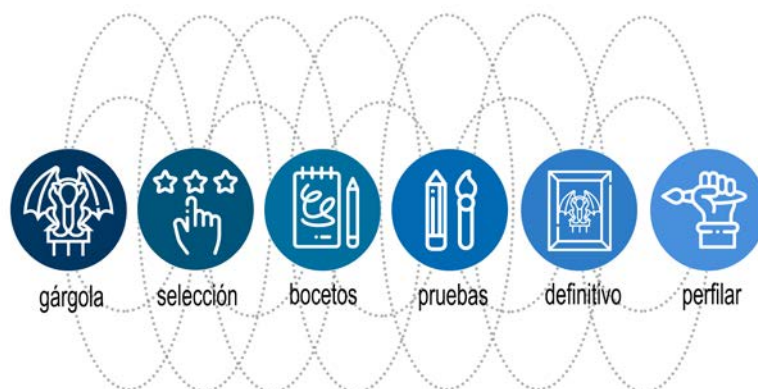 gárgola selección bocetos pruebas definitivo perfilar